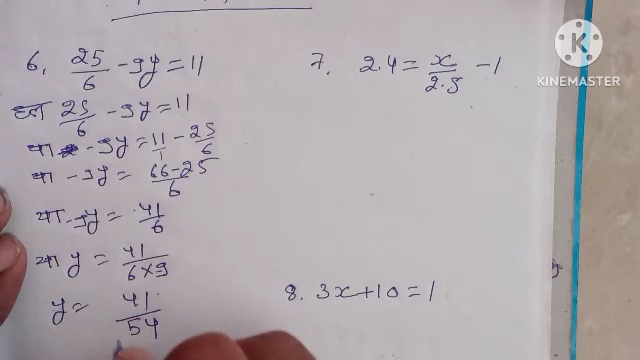 6. 25/6 - 9y = 11
हल 25/6 - 9y = 11
या - 9y = 11/1 - 25/6
या - 9y = 66-25/6
या - 9y = 41/6
या y = 41/6×9
y = 41/54
7. 2.4 = x/2.5 - 1
8. 3x+10 = 1
KINEMASTER